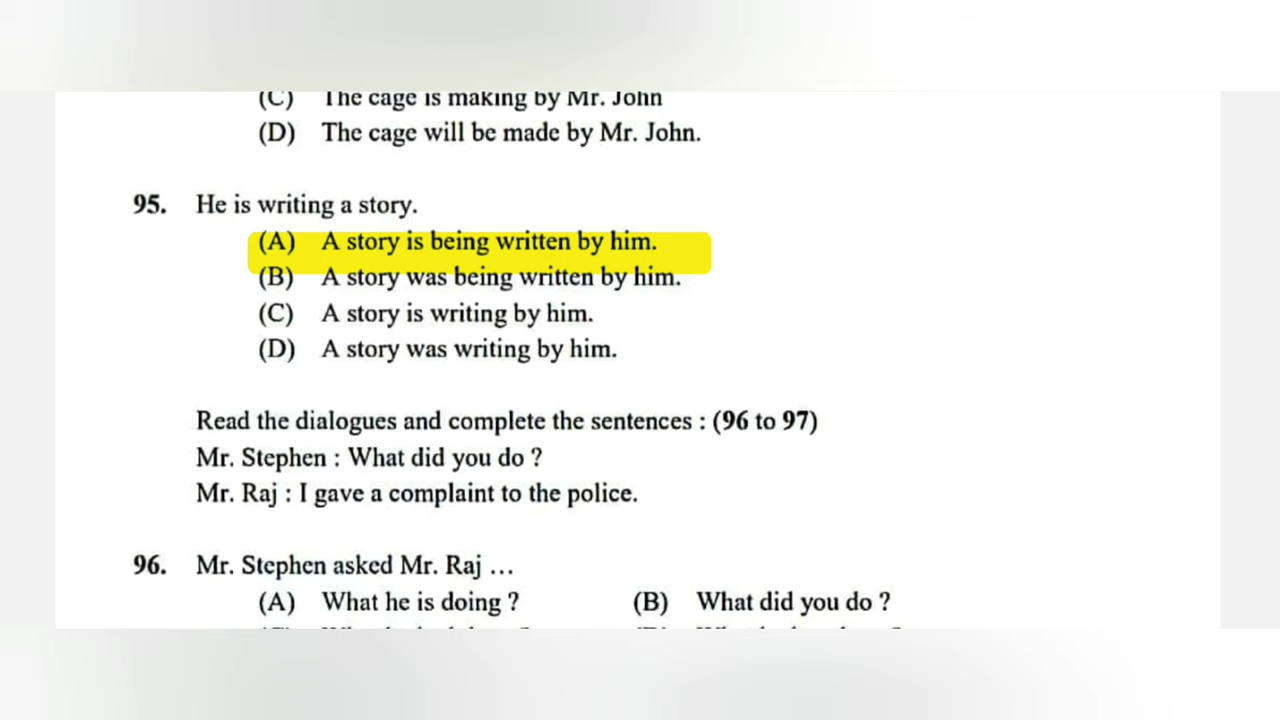 (C) The cage is making by Mr. John
(D) The cage will be made by Mr. John.
95. He is writing a story.
(A) A story is being written by him.
(B) A story was being written by him.
(C) A story is writing by him.
(D) A story was writing by him.
Read the dialogues and complete the sentences : (96 to 97)
Mr. Stephen : What did you do ?
Mr. Raj : I gave a complaint to the police.
96. Mr. Stephen asked Mr. Raj ...
(A) What he is doing ? (B) What did you do ?